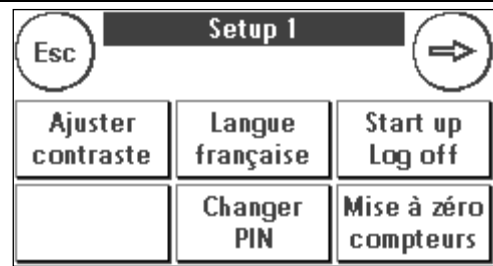 Esc
Setup 1
Ajuster
contraste
Langue
française
Start up
Log off
Changer
PIN
Mise à zéro
compteurs